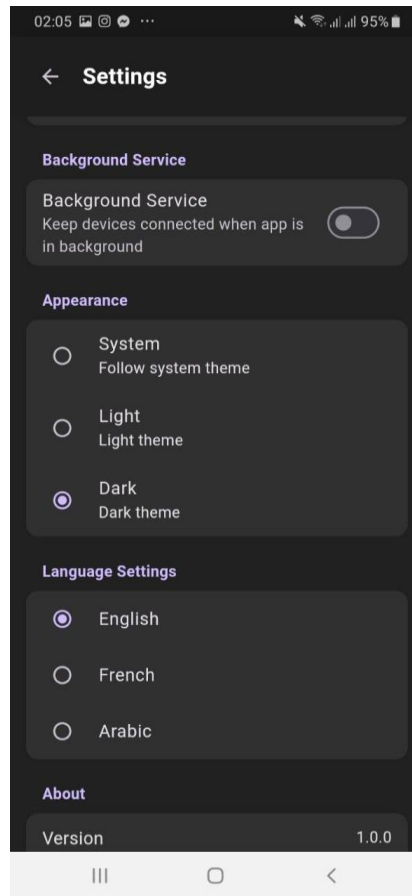 02:05 ... 95%
Settings
Background Service
Background Service
Keep devices connected when app is
in background
Appearance
System
Follow system theme
Light
Light theme
Dark
Dark theme
Language Settings
English
French
Arabic
About
Version 1.0.0